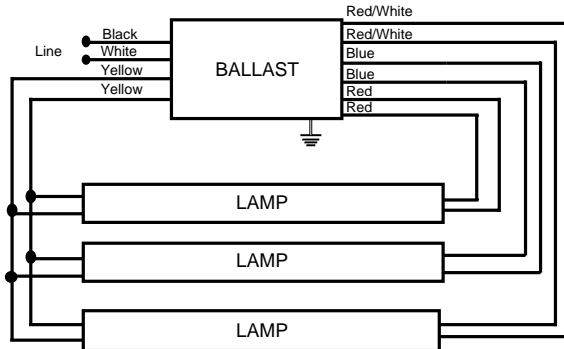 Red/White
Black
Red/White
Line
White
BALLAST
Blue
Yellow
Blue
Yellow
Red
Red
LAMP
LAMP
LAMP